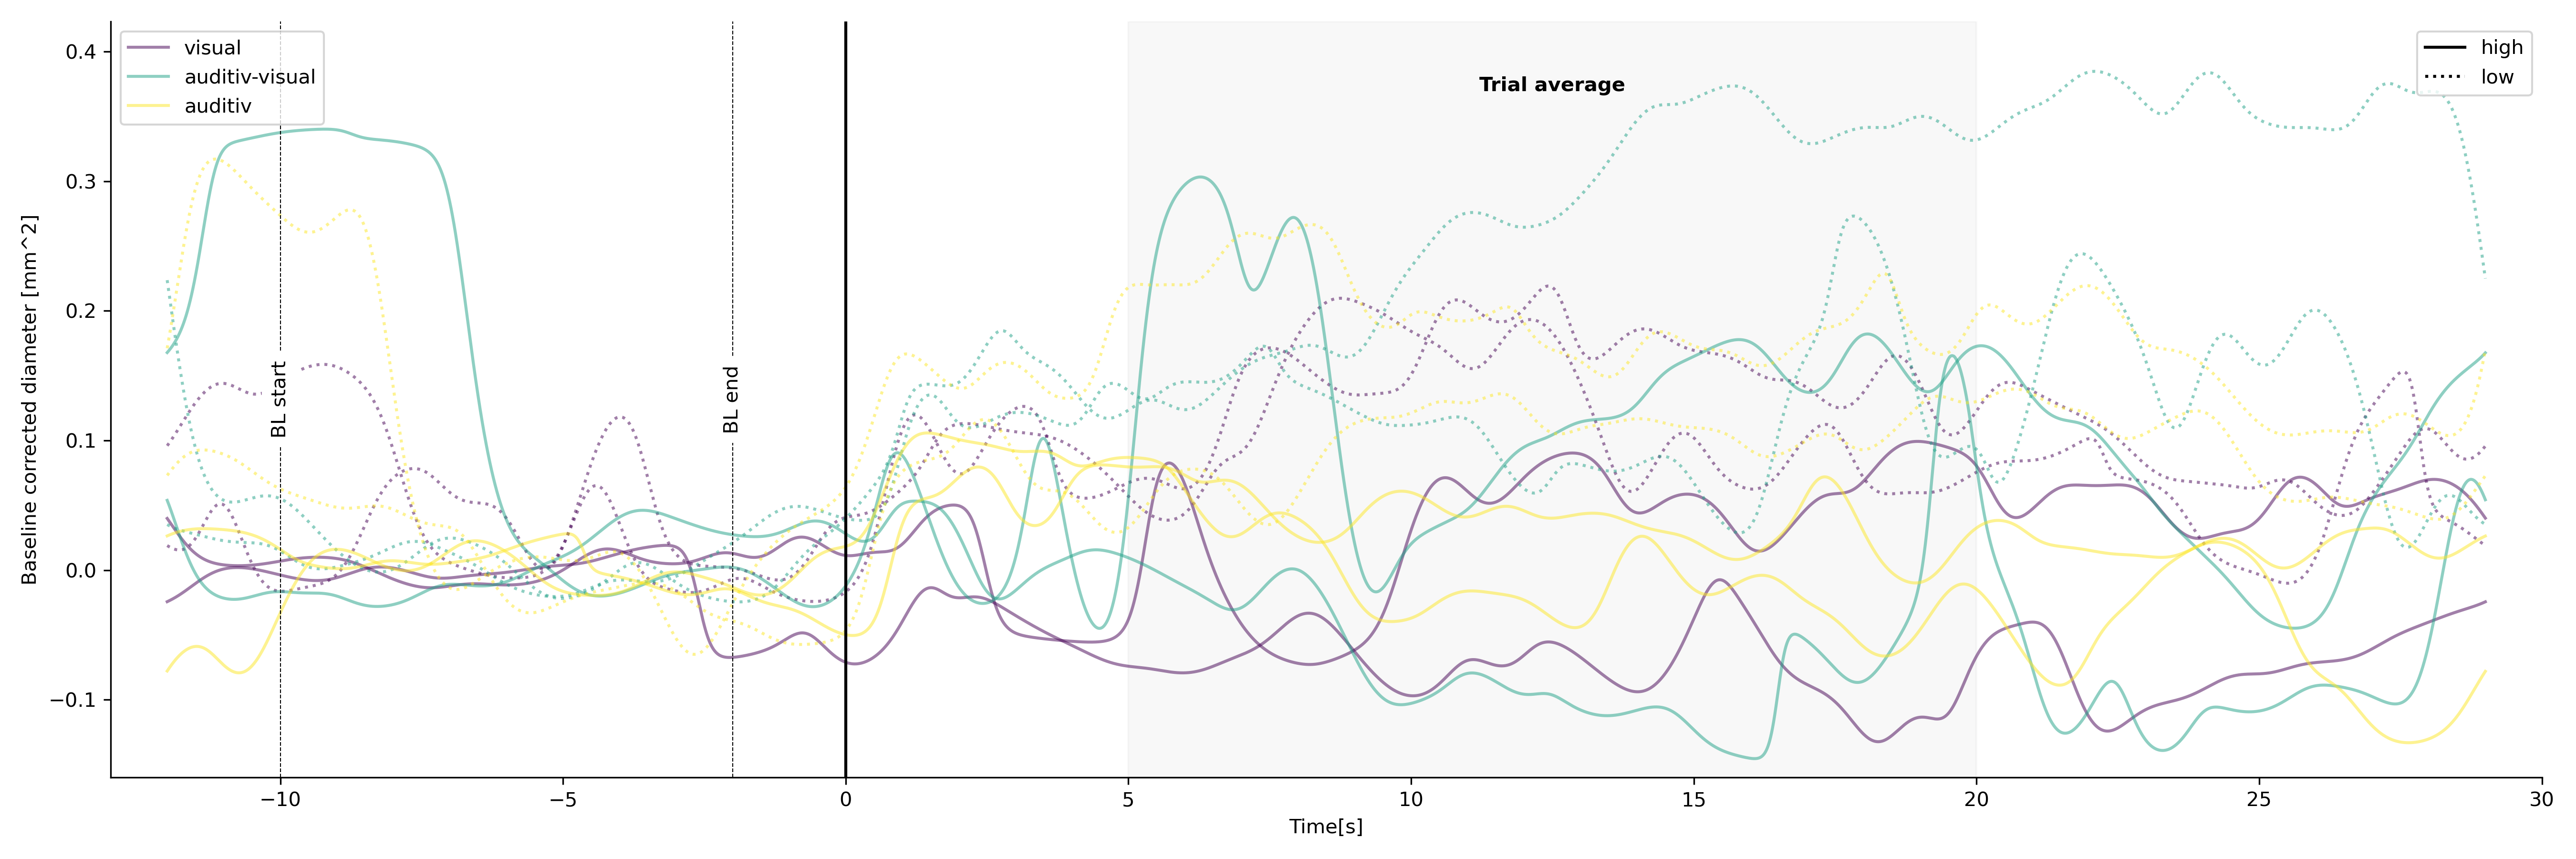 visual
auditiv-visual
auditiv
high
low
Trial average
BL start
BL end
Baseline corrected diameter [mm^2]
0.4
0.3
0.2
0.1
0.0
−0.1
−10
−5
0
5
10
15
20
25
30
Time[s]